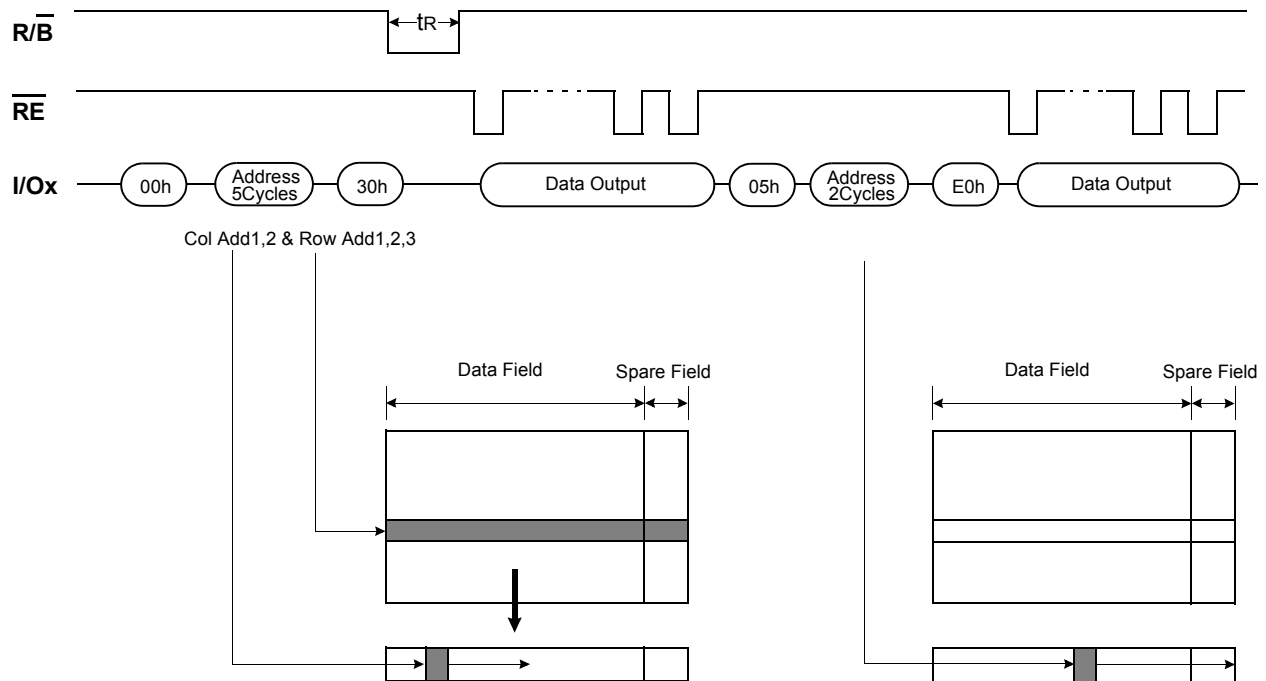 R/B
tR
RE
I/Ox
00h
Address
5Cycles
30h
Data Output
05h
Address
2Cycles
E0h
Data Output
Col Add1,2 & Row Add1,2,3
Data Field
Spare Field
Data Field
Spare Field